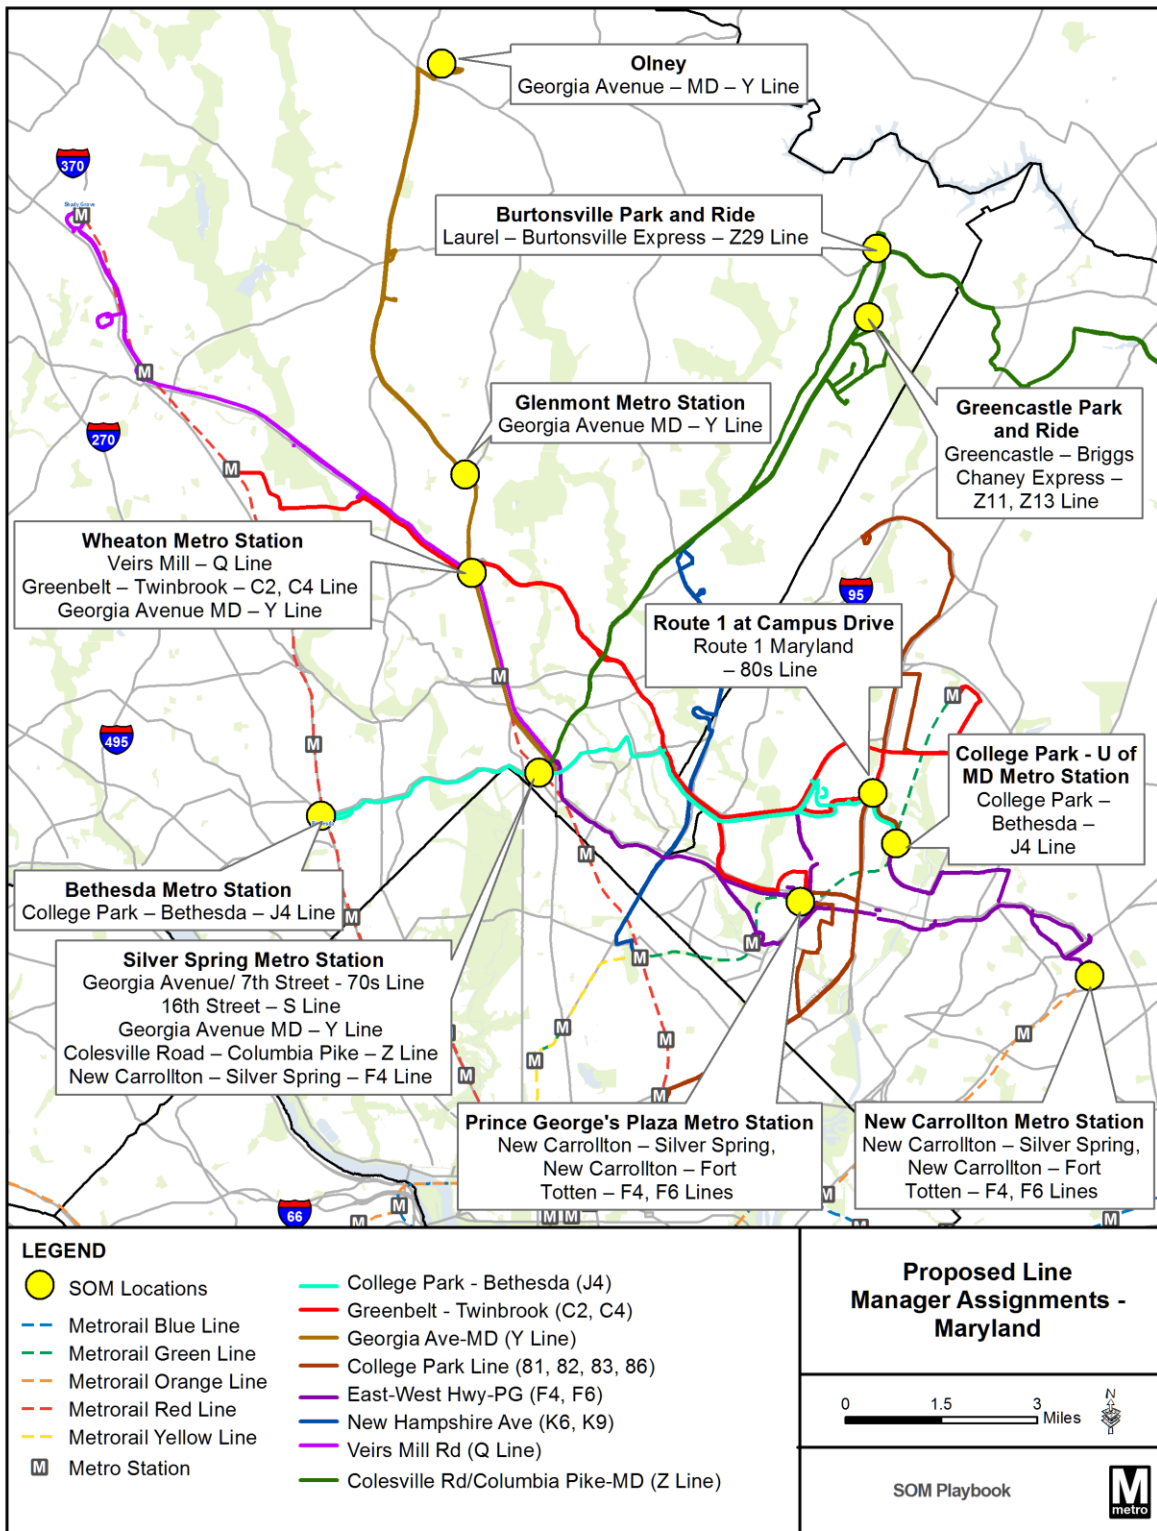 Olney
Georgia Avenue – MD – Y Line
370
Shady Grove
M
Burtonsville Park and Ride
Laurel – Burtonsville Express – Z29 Line
M
Glenmont Metro Station
Georgia Avenue MD – Y Line
Greencastle Park
and Ride
Greencastle – Briggs
Chaney Express –
Z11, Z13 Line
270
M
Wheaton Metro Station
Veirs Mill – Q Line
Greenbelt – Twinbrook – C2, C4 Line
Georgia Avenue MD – Y Line
95
Route 1 at Campus Drive
Route 1 Maryland
– 80s Line
M
M
495
M
College Park - U of
MD Metro Station
College Park –
Bethesda –
J4 Line
Bethesda
M
Bethesda Metro Station
College Park – Bethesda – J4 Line
M
M
M
M
Silver Spring Metro Station
Georgia Avenue/ 7th Street - 70s Line
16th Street – S Line
Georgia Avenue MD – Y Line
Colesville Road – Columbia Pike – Z Line
New Carrollton – Silver Spring – F4 Line
M
M
M
M
M
M
M
Prince George's Plaza Metro Station
New Carrollton – Silver Spring,
New Carrollton – Fort
Totten – F4, F6 Lines
New Carrollton Metro Station
New Carrollton – Silver Spring,
New Carrollton – Fort
Totten – F4, F6 Lines
M
M
66
M
M
M
M
M
LEGEND
SOM Locations
Metrorail Blue Line
Metrorail Green Line
Metrorail Orange Line
Metrorail Red Line
Metrorail Yellow Line
M Metro Station
College Park - Bethesda (J4)
Greenbelt - Twinbrook (C2, C4)
Georgia Ave-MD (Y Line)
College Park Line (81, 82, 83, 86)
East-West Hwy-PG (F4, F6)
New Hampshire Ave (K6, K9)
Veirs Mill Rd (Q Line)
Colesville Rd/Columbia Pike-MD (Z Line)
Proposed Line
Manager Assignments -
Maryland
0 1.5 3
Miles
N
SOM Playbook
M
metro